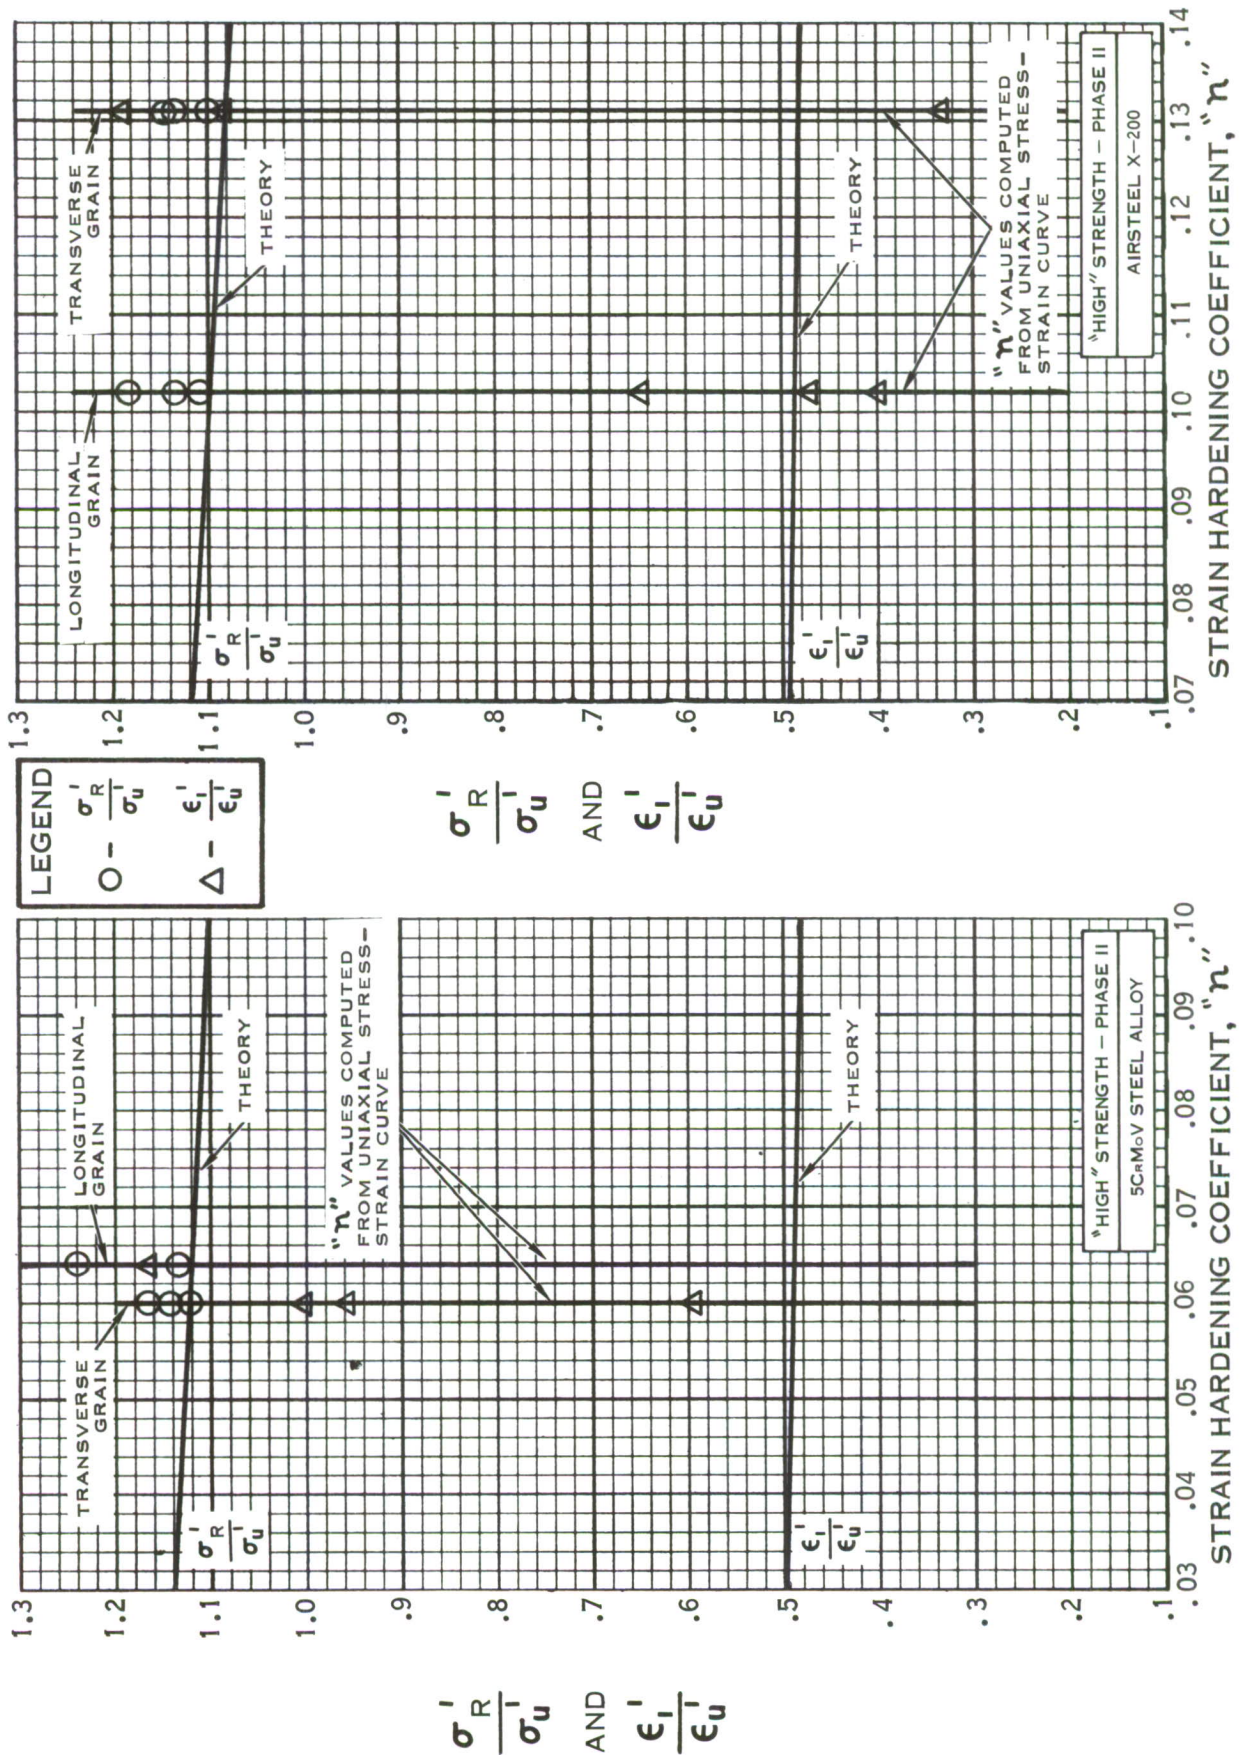 LEGEND
O - σ'R / σ'u
△ - ε'ı / ε'u
σ'R / σ'u
AND
ε'ı / ε'u
1.3
1.2
1.1
1.0
.9
.8
.7
.6
.5
.4
.3
.2
.1
TRANSVERSE
GRAIN
LONGITUDINAL
GRAIN
σ'R / σ'u
THEORY
"n" VALUES COMPUTED
FROM UNIAXIAL STRESS–
STRAIN CURVE
ε'ı / ε'u
THEORY
"HIGH" STRENGTH – PHASE II
5CRMOV STEEL ALLOY
.03 .04 .05 .06 .07 .08 .09 .10
STRAIN HARDENING COEFFICIENT, "n"
σ'R / σ'u
AND
ε'ı / ε'u
1.3
1.2
1.1
1.0
.9
.8
.7
.6
.5
.4
.3
.2
.1
LONGITUDINAL
GRAIN
TRANSVERSE
GRAIN
σ'R / σ'u
THEORY
ε'ı / ε'u
THEORY
"n" VALUES COMPUTED
FROM UNIAXIAL STRESS–
STRAIN CURVE
"HIGH" STRENGTH – PHASE II
AIRSTEEL X-200
.07 .08 .09 .10 .11 .12 .13 .14
STRAIN HARDENING COEFFICIENT, "n"